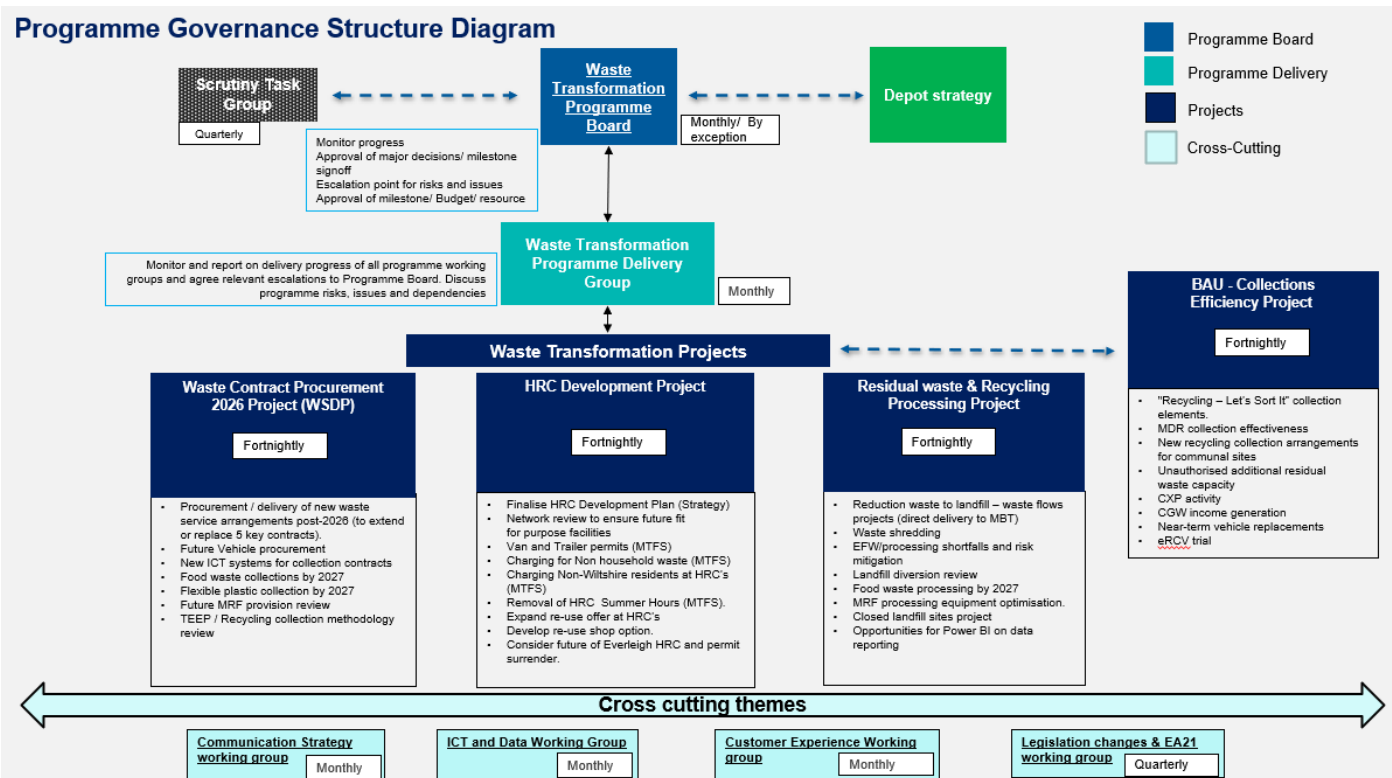 Programme Governance Structure Diagram
Programme Board
Programme Delivery
Projects
Cross-Cutting
Scrutiny Task
Group
Quarterly
Waste
Transformation
Programme
Board
Monthly/ By
exception
Depot strategy
Monitor progress
Approval of major decisions/ milestone
signoff
Escalation point for risks and issues
Approval of milestone/ Budget/ resource
Waste Transformation
Programme Delivery
Group
Monthly
Monitor and report on delivery progress of all programme working
groups and agree relevant escalations to Programme Board. Discuss
programme risks, issues and dependencies
Waste Transformation Projects
BAU - Collections
Efficiency Project
Fortnightly
• "Recycling – Let's Sort It" collection
elements.
• MDR collection effectiveness
• New recycling collection arrangements
for communal sites
• Unauthorised additional residual
waste capacity
• CXP activity
• CGW income generation
• Near-term vehicle replacements
• eRCV trial
Waste Contract Procurement
2026 Project (WSDP)
Fortnightly
• Procurement / delivery of new waste
service arrangements post-2026 (to extend
or replace 5 key contracts).
• Future Vehicle procurement
• New ICT systems for collection contracts
• Food waste collections by 2027
• Flexible plastic collection by 2027
• Future MRF provision review
• TEEP / Recycling collection methodology
review
HRC Development Project
Fortnightly
• Finalise HRC Development Plan (Strategy)
• Network review to ensure future fit
for purpose facilities
• Van and Trailer permits (MTFS)
• Charging for Non household waste (MTFS)
• Charging Non-Wiltshire residents at HRC's
(MTFS)
• Removal of HRC Summer Hours (MTFS).
• Expand re-use offer at HRC's
• Develop re-use shop option.
• Consider future of Everleigh HRC and permit
surrender.
Residual waste & Recycling
Processing Project
Fortnightly
• Reduction waste to landfill – waste flows
projects (direct delivery to MBT)
• Waste shredding
• EFW/processing shortfalls and risk
mitigation
• Landfill diversion review
• Food waste processing by 2027
• MRF processing equipment optimisation.
• Closed landfill sites project
• Opportunities for Power BI on data
reporting
Cross cutting themes
Communication Strategy
working group
Monthly
ICT and Data Working Group
Monthly
Customer Experience Working
group
Monthly
Legislation changes & EA21
working group
Quarterly